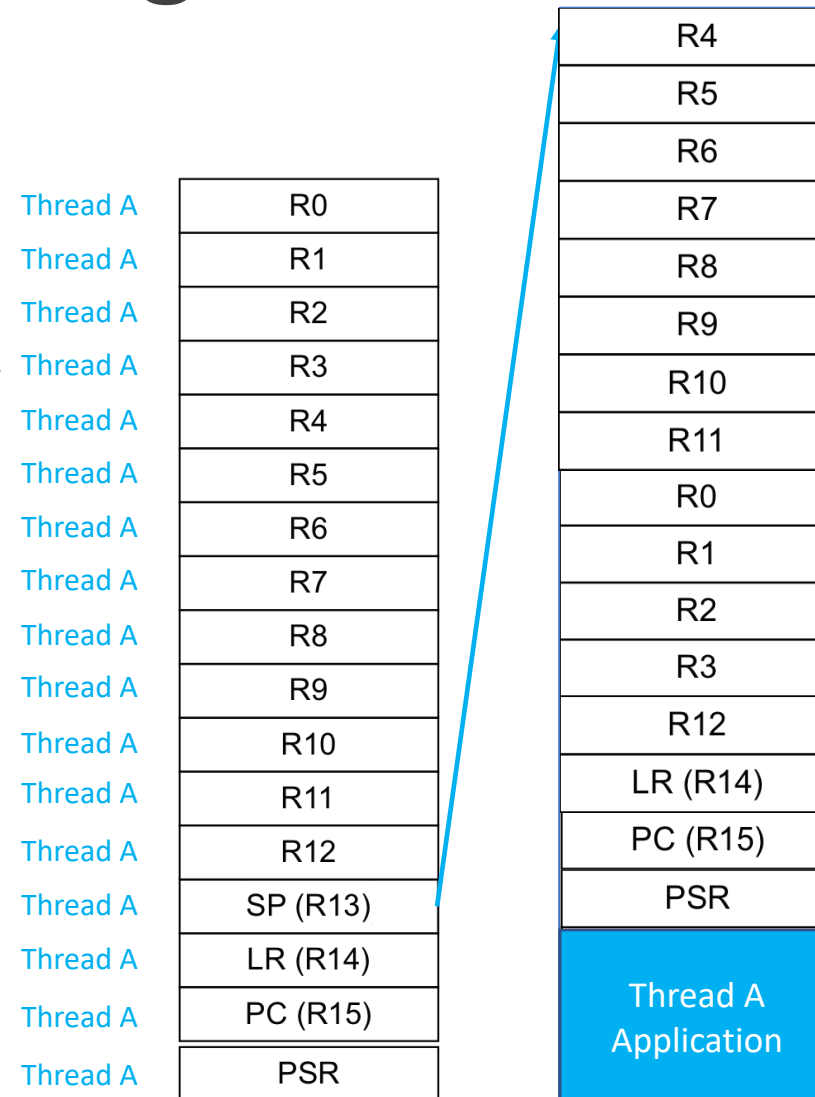 g
Thread A R0
Thread A R1
Thread A R2
Thread A R3
Thread A R4
Thread A R5
Thread A R6
Thread A R7
Thread A R8
Thread A R9
Thread A R10
Thread A R11
Thread A R12
Thread A SP (R13)
Thread A LR (R14)
Thread A PC (R15)
Thread A PSR
R4
R5
R6
R7
R8
R9
R10
R11
R0
R1
R2
R3
R12
LR (R14)
PC (R15)
PSR
Thread A
Application